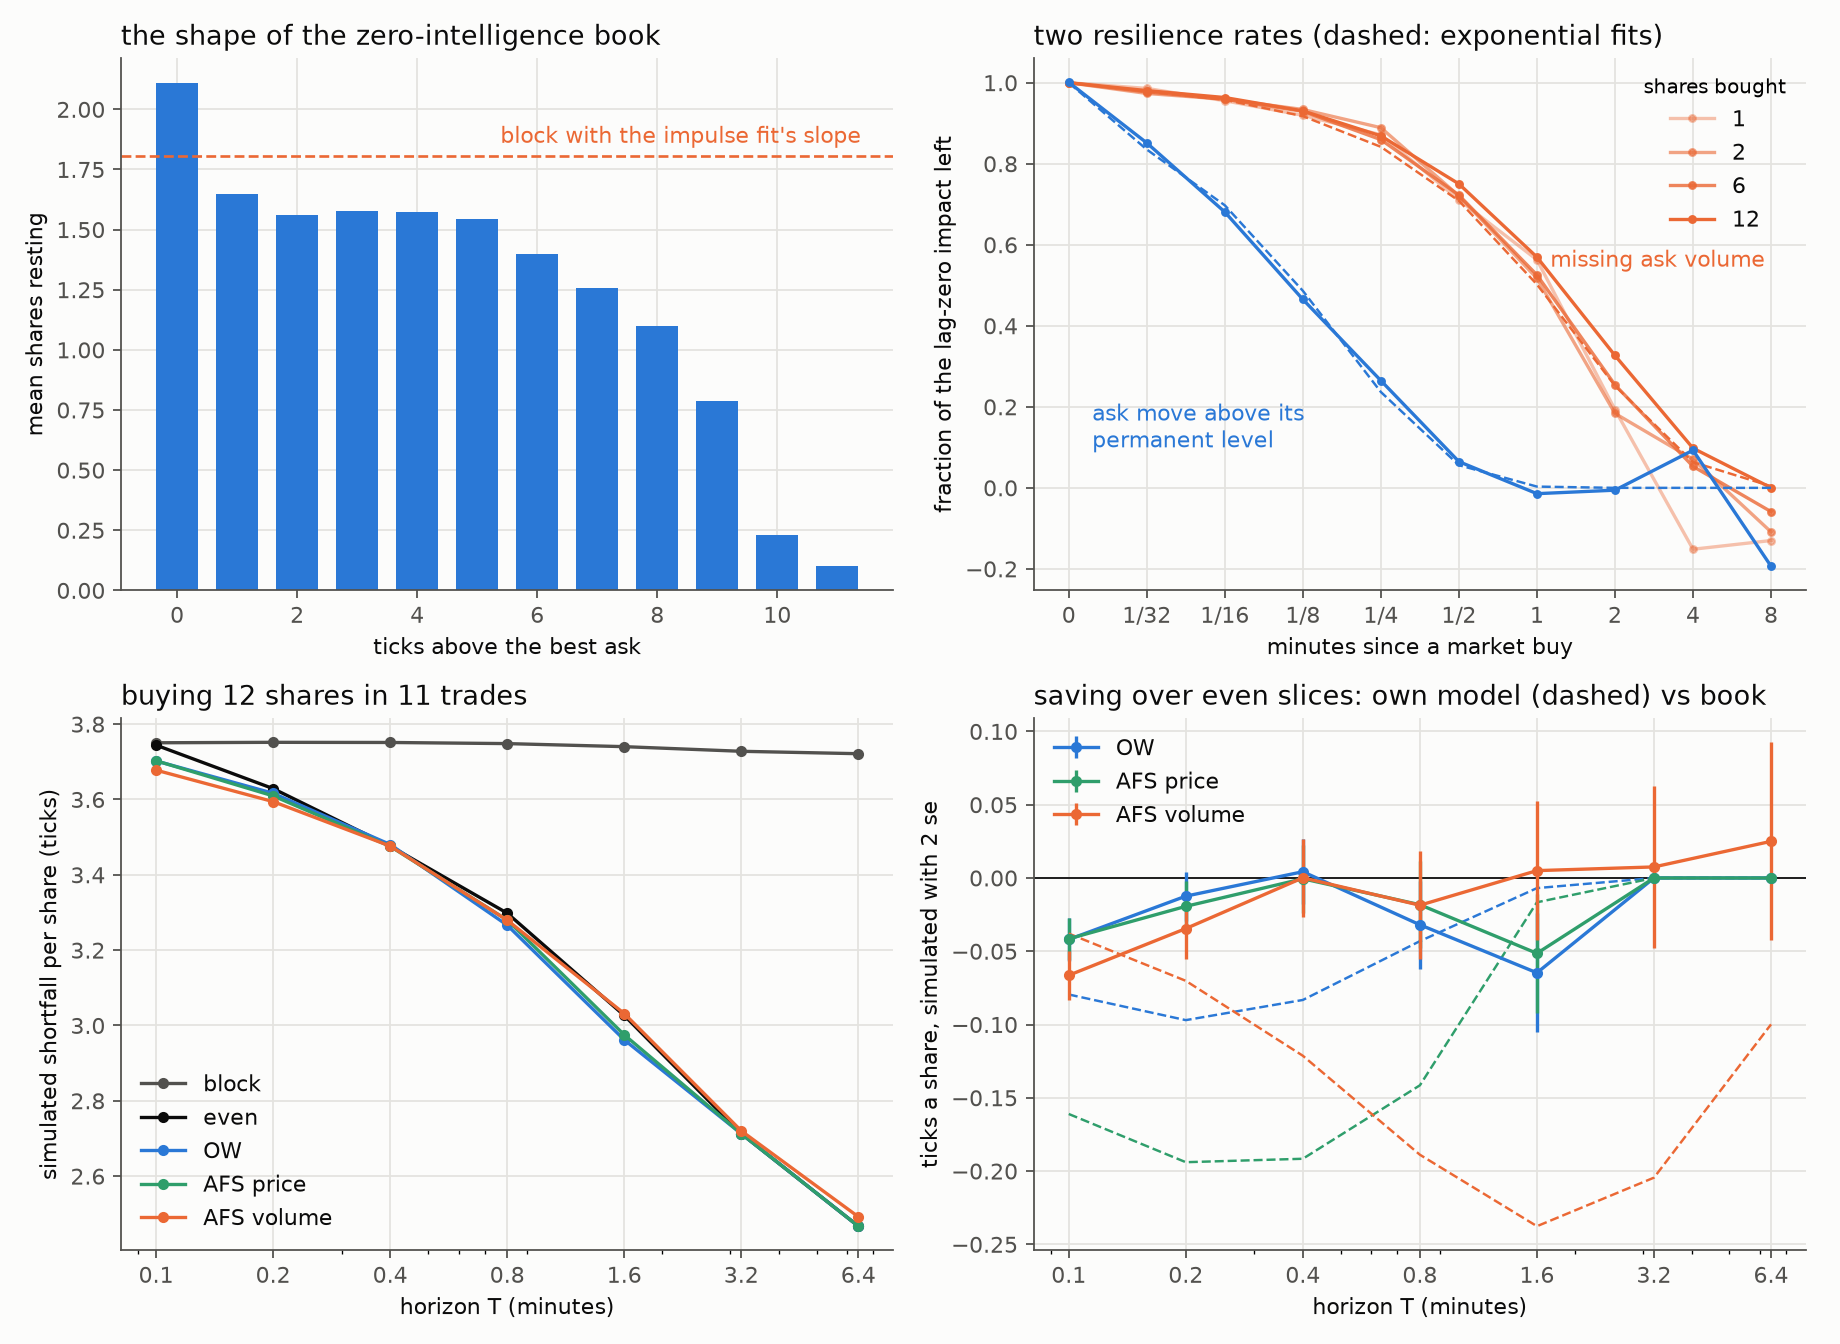 the shape of the zero-intelligence book
mean shares resting
2.00
1.75
1.50
1.25
1.00
0.75
0.50
0.25
0.00
block with the impulse fit's slope
0
2
4
6
8
10
ticks above the best ask
two resilience rates (dashed: exponential fits)
fraction of the lag-zero impact left
1.0
0.8
0.6
0.4
0.2
0.0
−0.2
shares bought
1
2
6
12
missing ask volume
ask move above its
permanent level
0
1/32
1/16
1/8
1/4
1/2
1
2
4
8
minutes since a market buy
buying 12 shares in 11 trades
simulated shortfall per share (ticks)
3.8
3.6
3.4
3.2
3.0
2.8
2.6
block
even
OW
AFS price
AFS volume
0.1
0.2
0.4
0.8
1.6
3.2
6.4
horizon T (minutes)
saving over even slices: own model (dashed) vs book
ticks a share, simulated with 2 se
0.10
0.05
0.00
−0.05
−0.10
−0.15
−0.20
−0.25
OW
AFS price
AFS volume
0.1
0.2
0.4
0.8
1.6
3.2
6.4
horizon T (minutes)